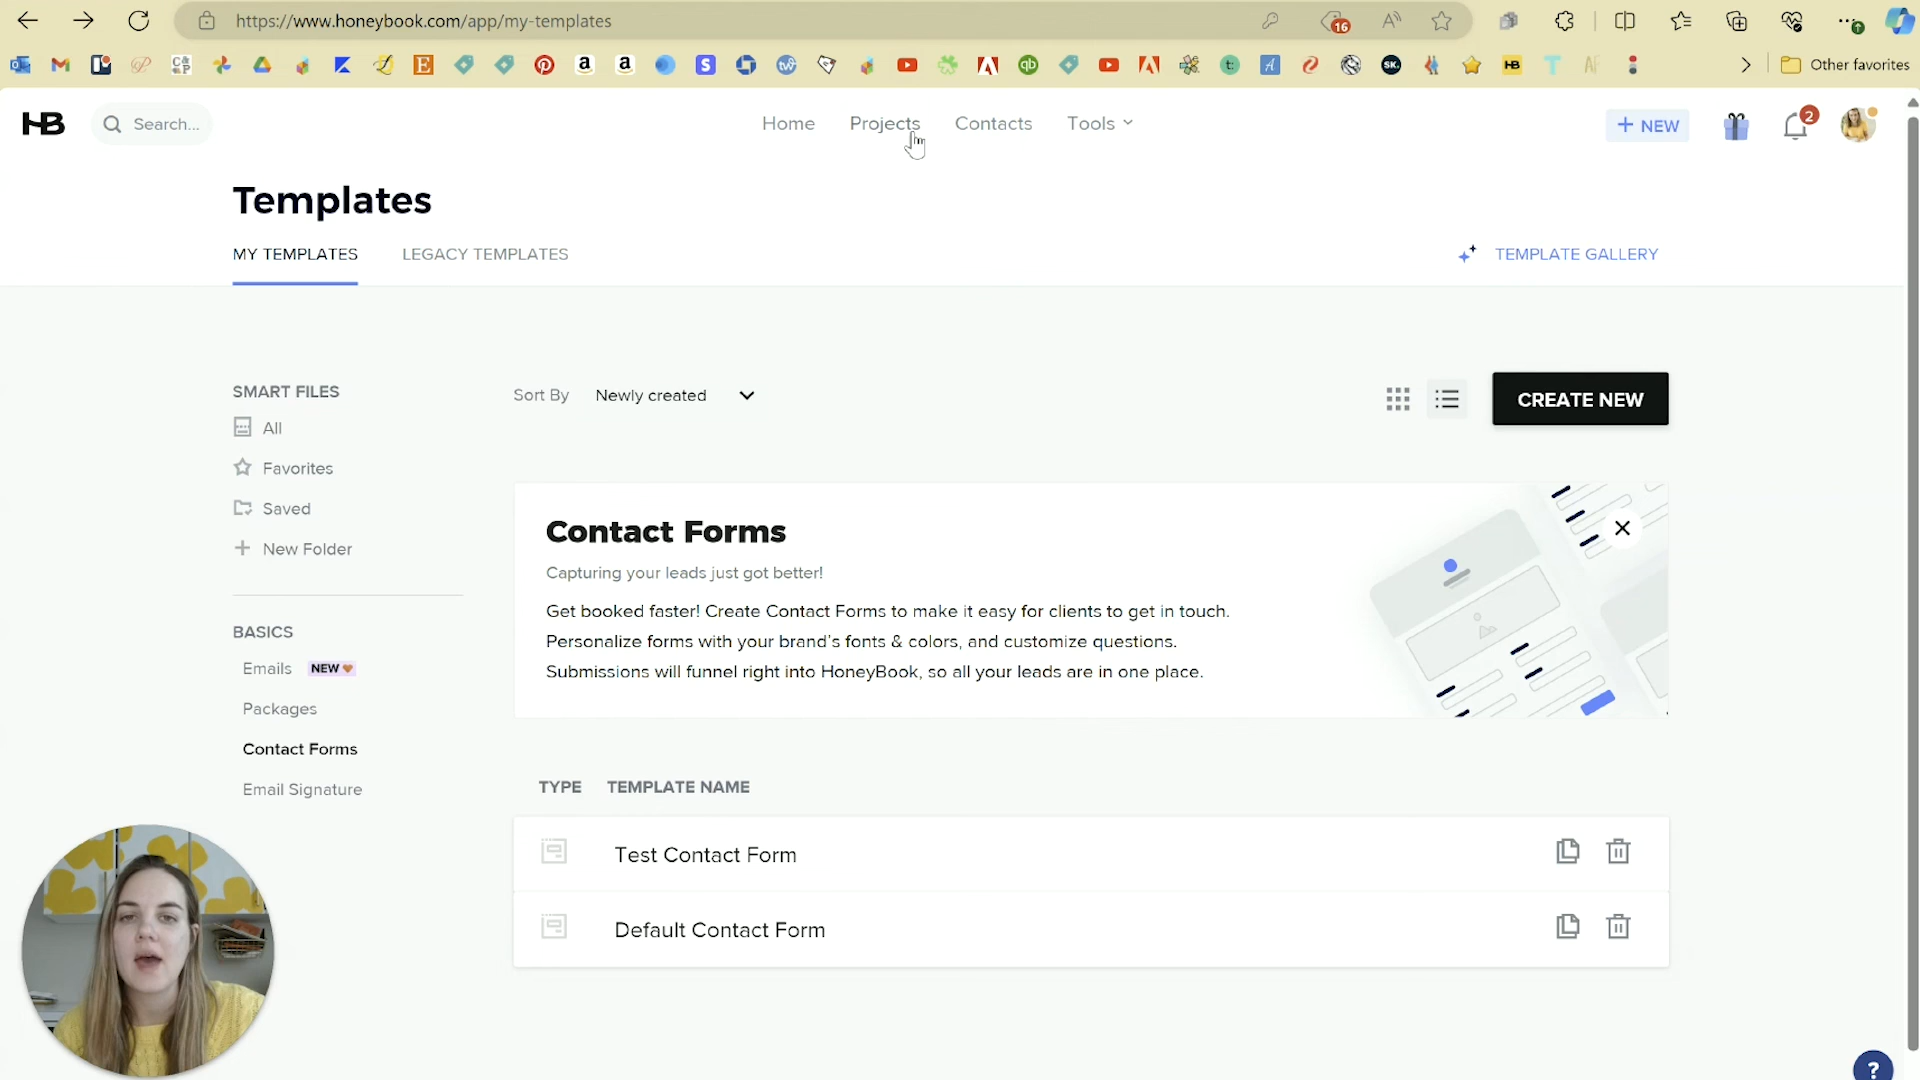 https://www.honeybook.com/app/my-templates
16
Other favorites
HB
Search...
Home
Projects
Contacts
Tools
+ NEW
2
Templates
MY TEMPLATES
LEGACY TEMPLATES
TEMPLATE GALLERY
SMART FILES
All
Favorites
Saved
New Folder
Sort By
Newly created
CREATE NEW
Contact Forms
Capturing your leads just got better!
Get booked faster! Create Contact Forms to make it easy for clients to get in touch.
Personalize forms with your brand's fonts & colors, and customize questions.
Submissions will funnel right into HoneyBook, so all your leads are in one place.
BASICS
Emails NEW
Packages
Contact Forms
Email Signature
TYPE
TEMPLATE NAME
Test Contact Form
Default Contact Form
?